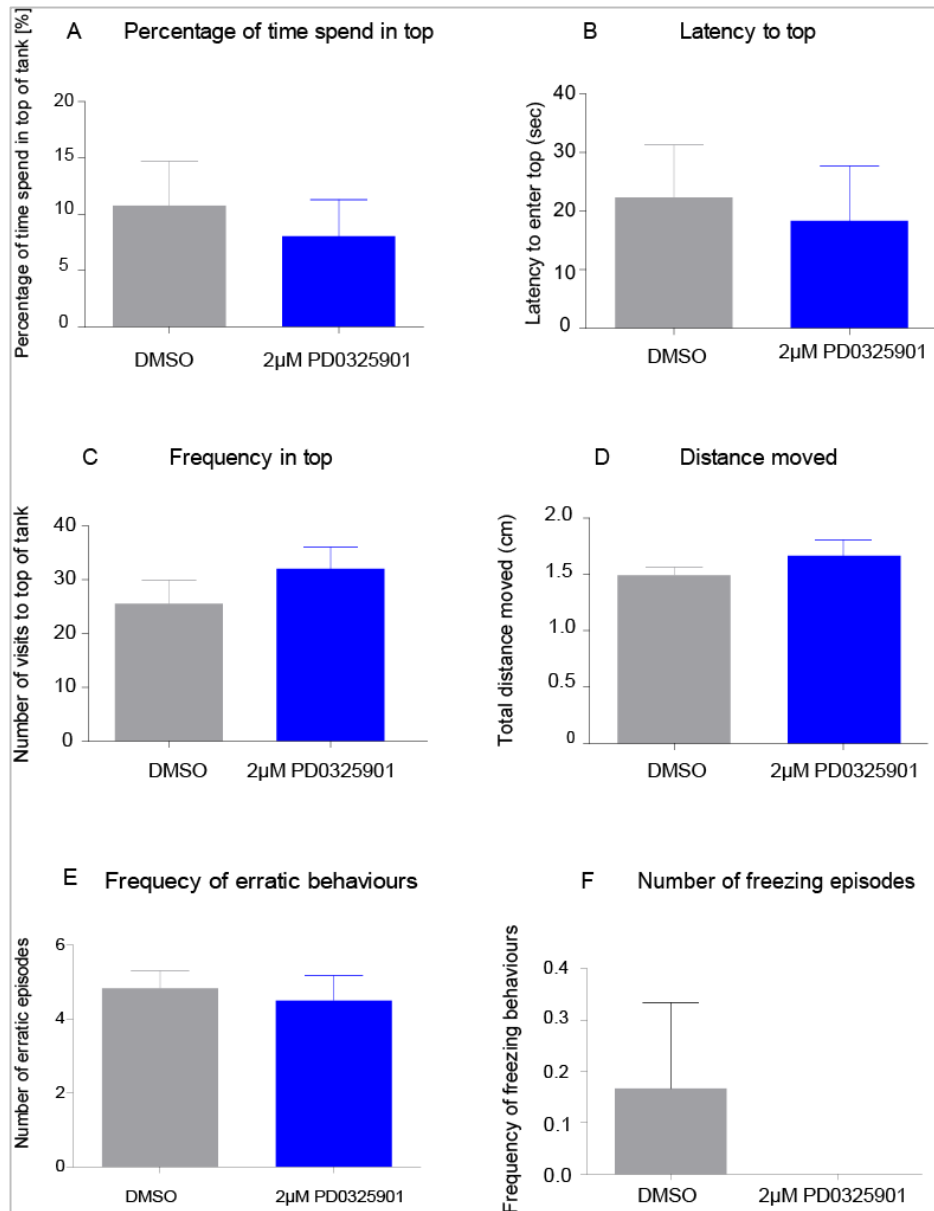 A Percentage of time spend in top
Percentage of time spend in top of tank [%]
20
15
10
5
0
DMSO 2µM PD0325901
B Latency to top
Latency to enter top (sec)
40
30
20
10
0
DMSO 2µM PD0325901
C Frequency in top
Number of visits to top of tank
40
30
20
10
0
DMSO 2µM PD0325901
D Distance moved
Total distance moved (cm)
2.0
1.5
1.0
0.5
0
DMSO 2µM PD0325901
E Frequecy of erratic behaviours
Number of erratic episodes
6
4
2
0
DMSO 2µM PD0325901
F Number of freezing episodes
Frequency of freezing behaviours
0.4
0.3
0.2
0.1
0.0
DMSO 2µM PD0325901